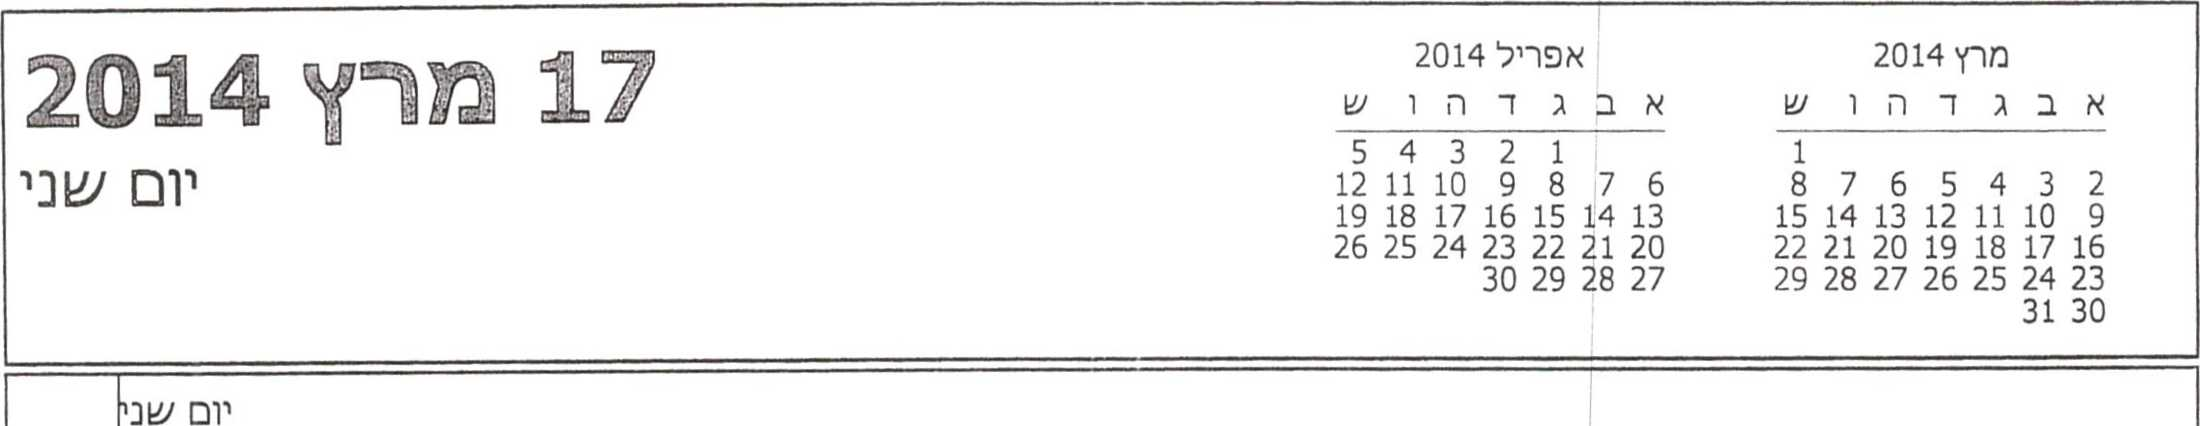 17 מרץ 2014
יום שני
מרץ 2014
א ב ג ד ה ו ש
1
2 3 4 5 6 7 8
9 10 11 12 13 14 15
16 17 18 19 20 21 22
23 24 25 26 27 28 29
30 31
אפריל 2014
א ב ג ד ה ו ש
1 2 3 4 5
6 7 8 9 10 11 12
13 14 15 16 17 18 19
20 21 22 23 24 25 26
27 28 29 30
יום שני